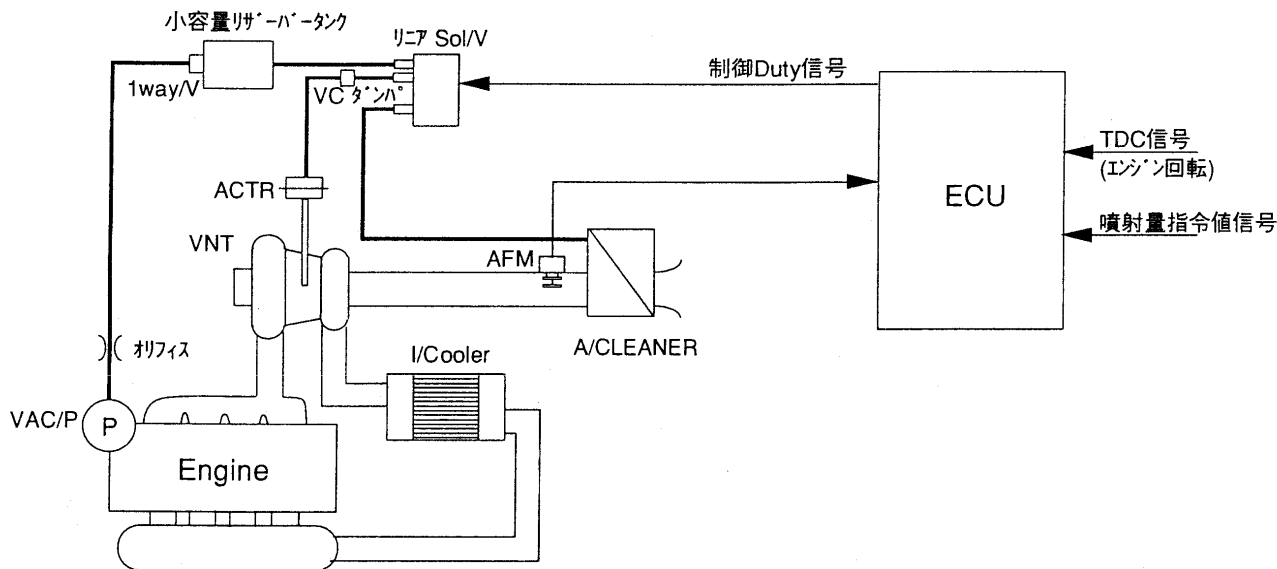 小容量ﾘｻﾞｰﾊﾞｰタンク
ﾘﾆｱ Sol/V
1way/V
VC ﾀﾞﾝﾊﾟ
制御Duty信号
TDC信号
(ｴﾝｼﾞﾝ回転)
ECU
噴射量指令値信号
ACTR
VNT
AFM
A/CLEANER
ｵﾘﾌｨｽ
I/Cooler
VAC/P
P
Engine